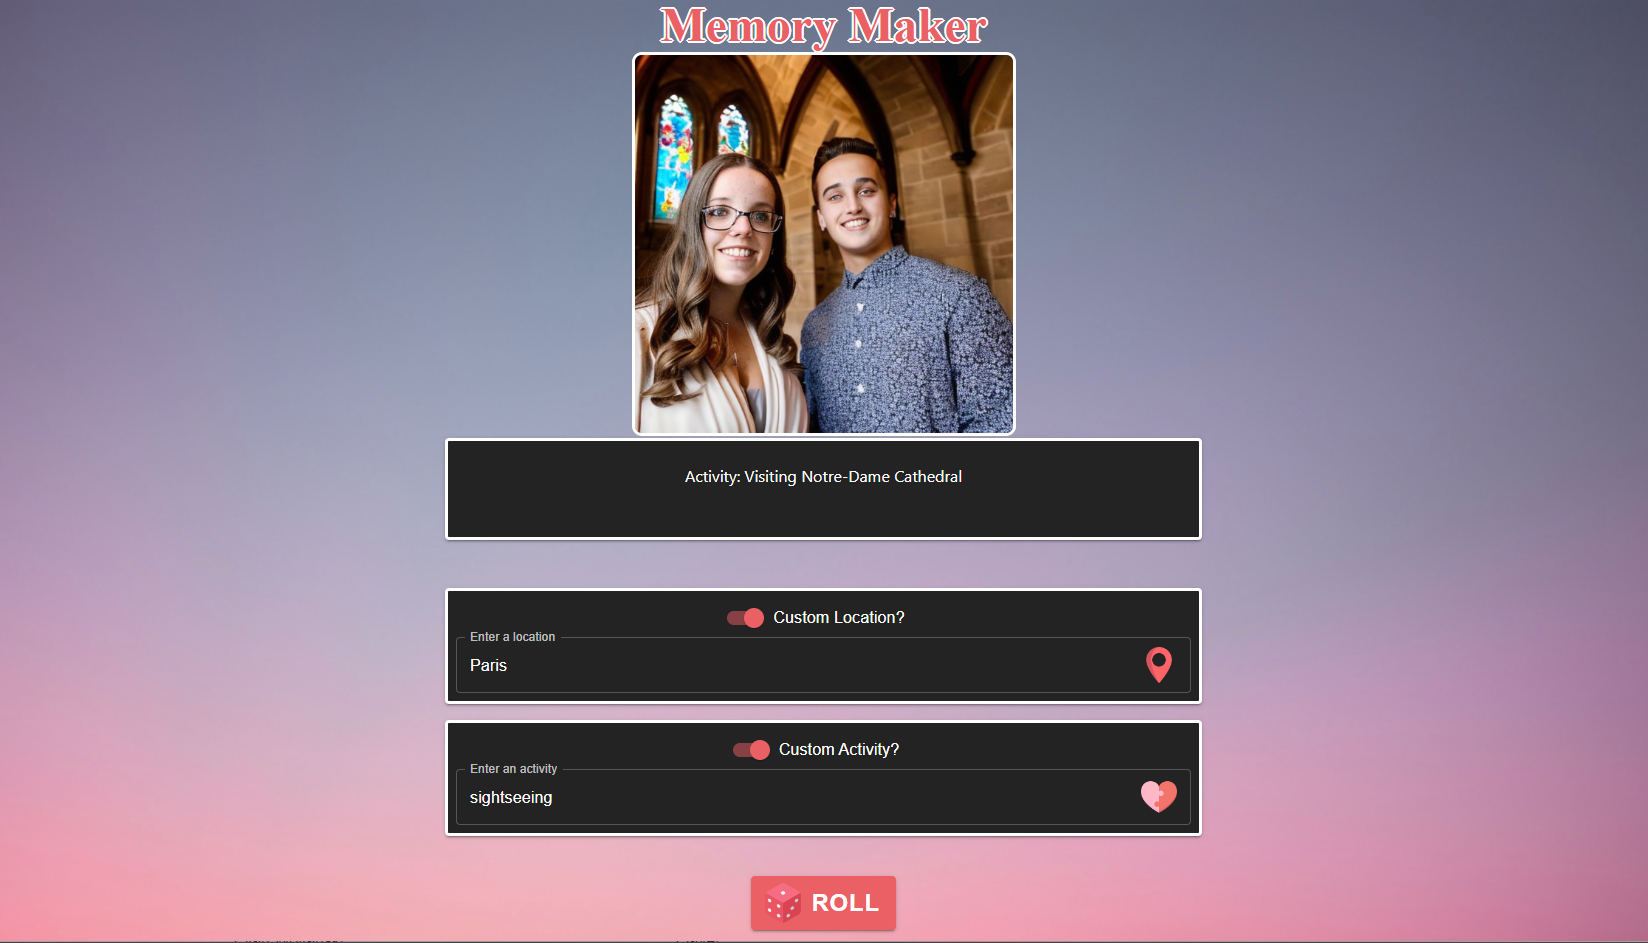 Memory Maker
Activity: Visiting Notre-Dame Cathedral
Custom Location?
Enter a location
Paris
Custom Activity?
Enter an activity
sightseeing
ROLL